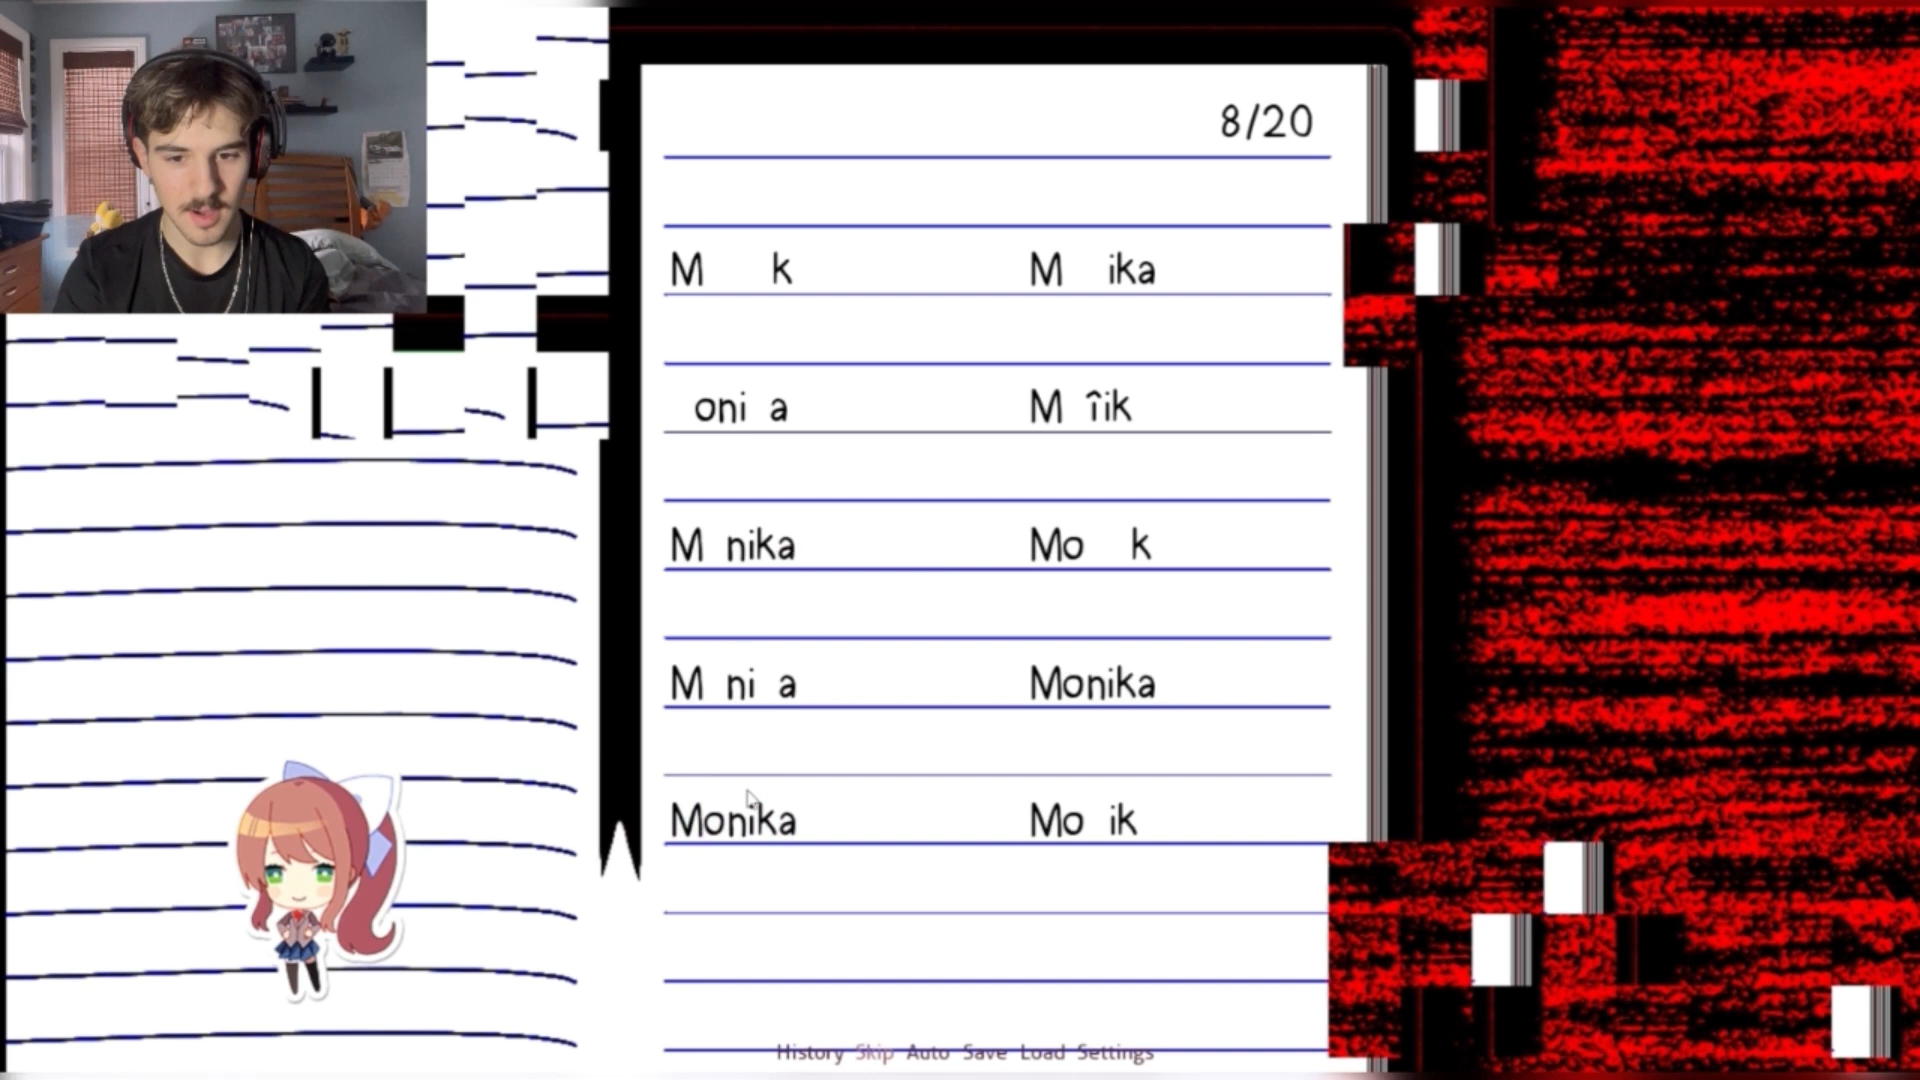 8/20
M   k   M  ika
oni a   M îik
M nika   Mo  k
M ni a   Monika
Monika   Mo ik
History Skip Auto Save Load Settings